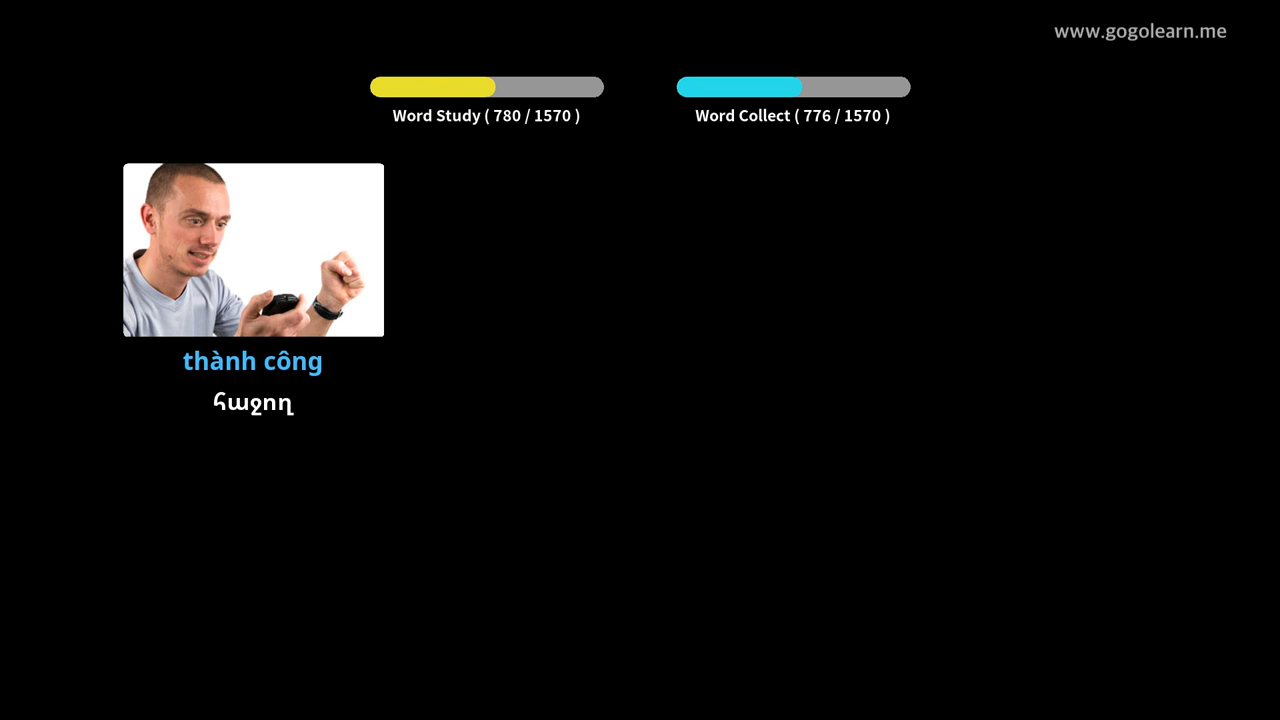 www.gogolearn.me
Word Study ( 780 / 1570 )
Word Collect ( 776 / 1570 )
thành công
հաջող